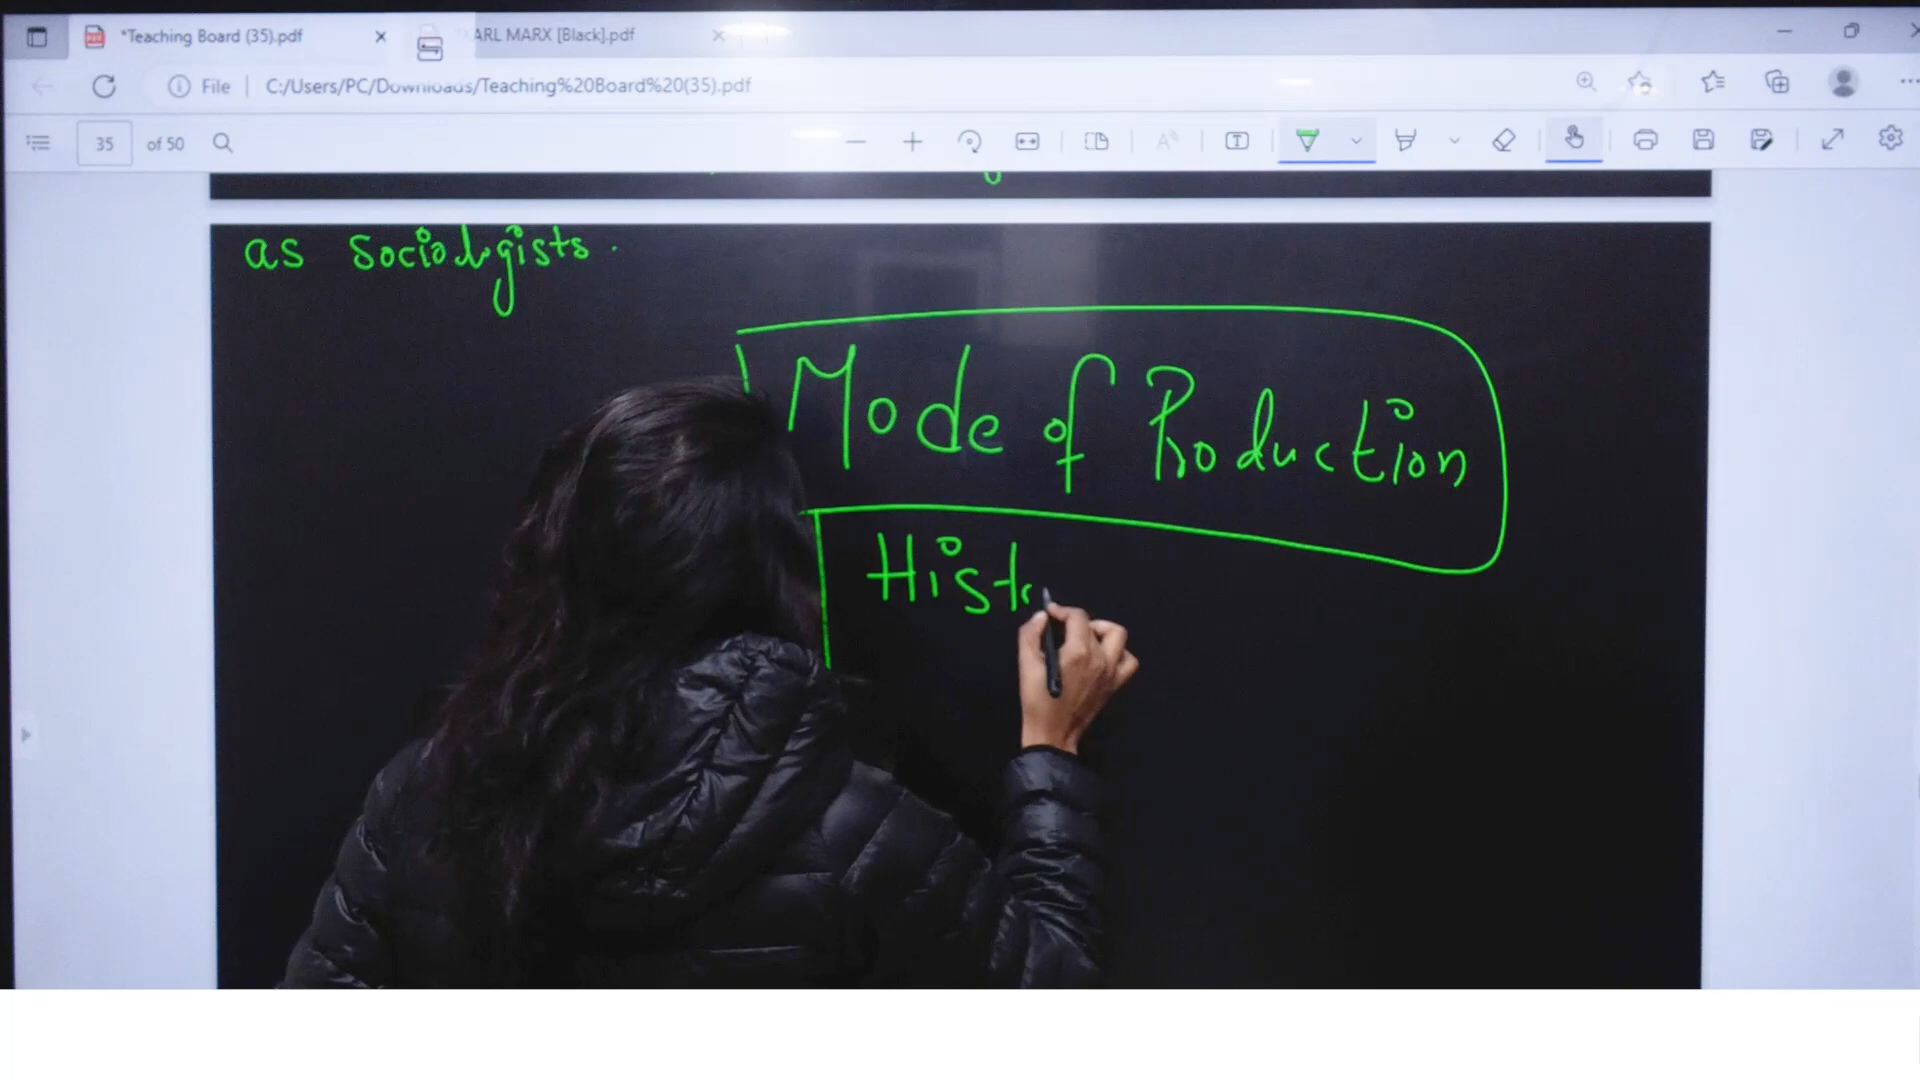 *Teaching Board (35).pdf
ARL MARX [Black].pdf
File C:/Users/PC/Downloads/Teaching%20Board%20(35).pdf
35 of 50
as Sociologists.
Mode of Production
Histo